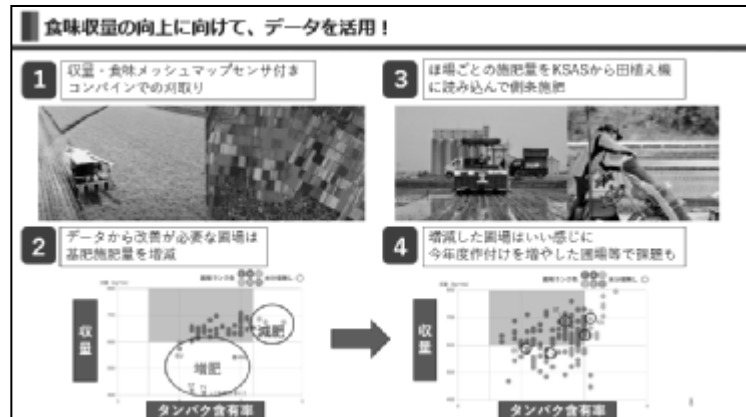 食味収量の向上に向けて、データを活用！
1
収量・食味メッシュマップセンサ付き
コンバインでの刈取り
2
データから改善が必要な圃場は
基肥施肥量を増減
収量
減肥
増肥
タンパク含有率
3
ほ場ごとの施肥量をKSASから田植え機
に読み込んで側条施肥
4
増減した圃場はいい感じに
今年度作付けを増やした圃場等で課題も
収量
タンパク含有率